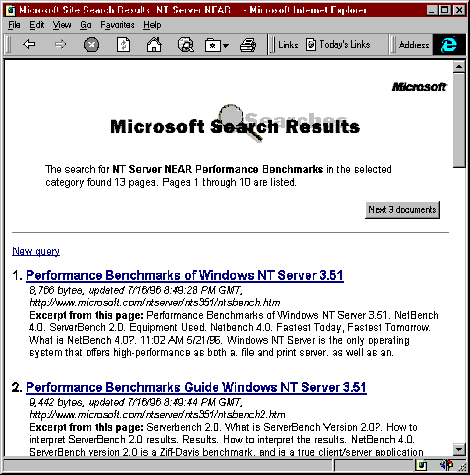 Microsoft Site Search Results: NT Server NEAR ... - Microsoft Internet Explorer
File Edit View Go Favorites Help
Links Today's Links Address
Microsoft
Searches
Microsoft Search Results
The search for NT Server NEAR Performance Benchmarks in the selected
category found 13 pages. Pages 1 through 10 are listed.
Next 3 documents
New query
1. Performance Benchmarks of Windows NT Server 3.51
8,766 bytes, updated 7/16/96 8:49:28 PM GMT,
http://www.microsoft.com/ntserver/nts351/ntsbench.htm
Excerpt from this page: Performance Benchmarks of Windows NT Server 3.51. NetBench
4.0. ServerBench 2.0. Equipment Used. Netbench 4.0. Fastest Today, Fastest Tomorrow.
What is NetBench 4.0?. 11:02 AM 5/21/96. Windows NT Server is the only operating
system that offers high-performance as both a. file and print server. as well as an.
2. Performance Benchmarks Guide Windows NT Server 3.51
9,442 bytes, updated 7/16/96 8:49:44 PM GMT,
http://www.microsoft.com/ntserver/nts351/ntsbench2.htm
Excerpt from this page: Serverbench 2.0. What is ServerBench Version 2.0?. How to
interpret ServerBench 2.0 results. Results. How to interpret the results. NetBench 4.0.
ServerBench version 2.0 is a Ziff-Davis benchmark. and is a true client/server application